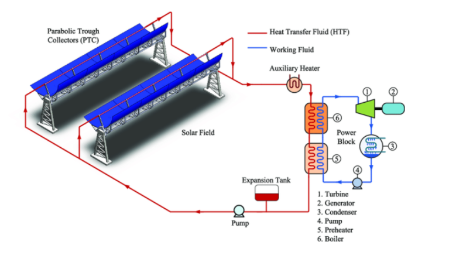 Parabolic Trough
Collectors (PTC)
Heat Transfer Fluid (HTF)
Working Fluid
Auxiliary Heater
1
2
Solar Field
6
Power
Block
3
5
4
Expansion Tank
Pump
1. Turbine
2. Generator
3. Condenser
4. Pump
5. Preheater
6. Boiler